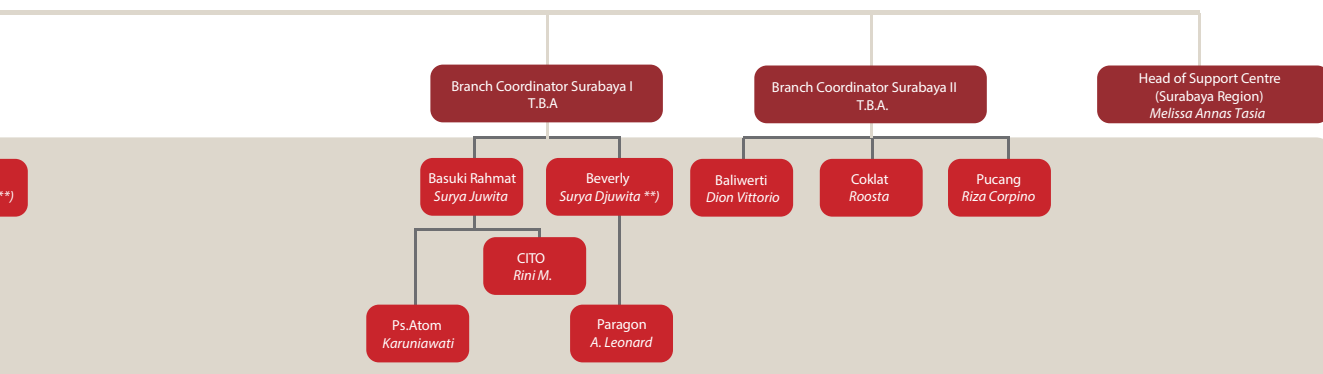 Branch Coordinator Surabaya I
T.B.A
Branch Coordinator Surabaya II
T.B.A.
Head of Support Centre
(Surabaya Region)
Melissa Annas Tasia
**)
Basuki Rahmat
Surya Juwita
Beverly
Surya Djuwita **)
Baliwerti
Dion Vittorio
Coklat
Roosta
Pucang
Riza Corpino
CITO
Rini M.
Ps.Atom
Karuniawati
Paragon
A. Leonard